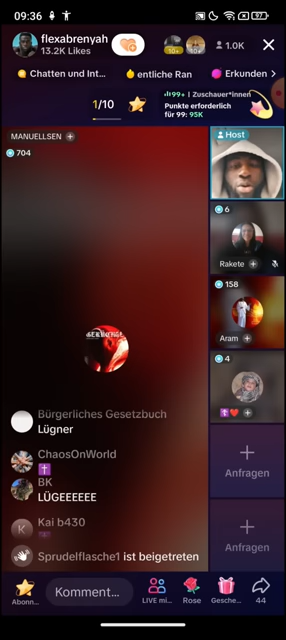 09:36
97
flexabrenyah
13.2K Likes
10+
10+
1.0K
Chatten und Int...
entliche Ran
Erkunden
1/10
99+ | Zuschauer*innen
Punkte erforderlich
für 99: 95K
MANUELLSEN
704
Host
6
Rakete
158
Aram
4
✝️❤️
Anfragen
Anfragen
Bürgerliches Gesetzbuch
Lügner
ChaosOnWorld
✝️
BK
LÜGEEEEEE
K
Kai b430
Sprudelflasche1 ist beigetreten
Abonn...
Komment...
LIVE mi...
Rose
Gesche...
44